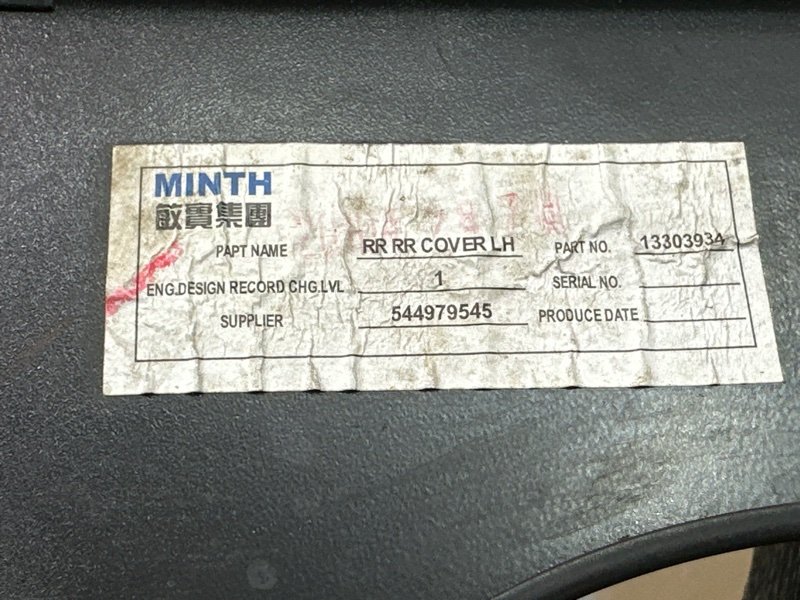 MINTH
敏實集團
PAPT NAME RR RR COVER LH PART NO. 13303934
ENG.DESIGN RECORD CHG.LVL 1 SERIAL NO.
SUPPLIER 544979545 PRODUCE DATE